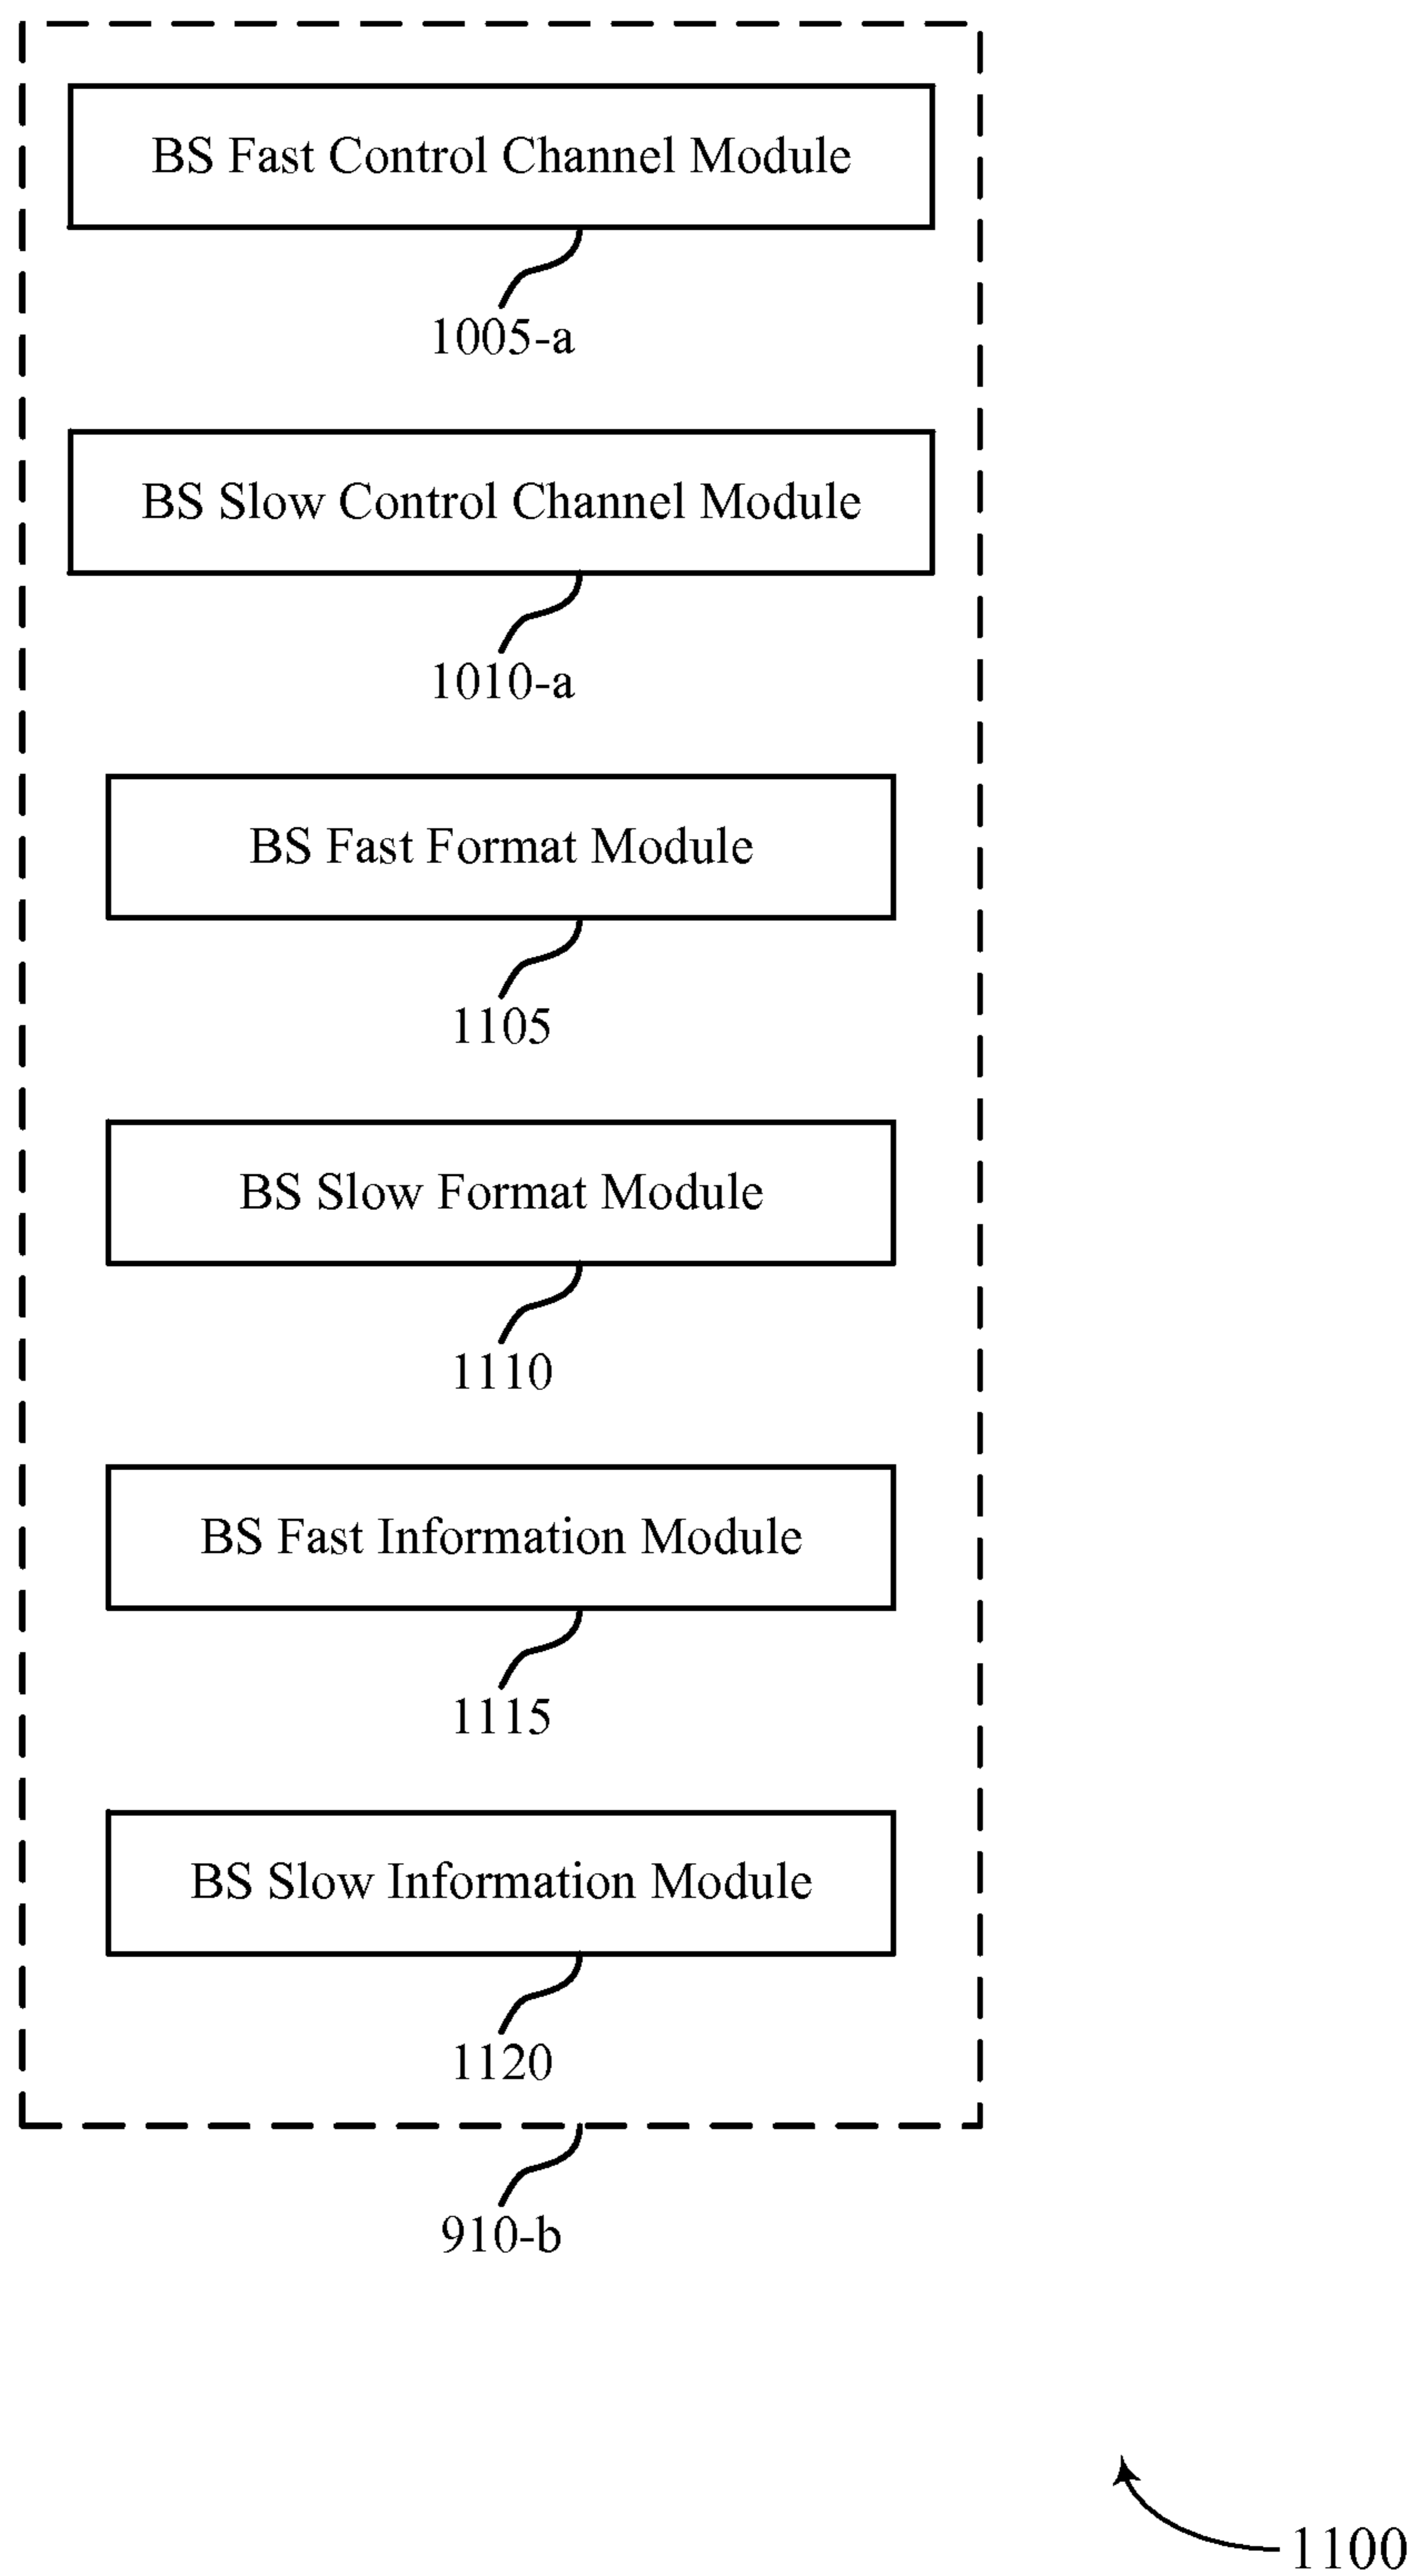 BS Fast Control Channel Module
1005-a
BS Slow Control Channel Module
1010-a
BS Fast Format Module
1105
BS Slow Format Module
1110
BS Fast Information Module
1115
BS Slow Information Module
1120
910-b
1100